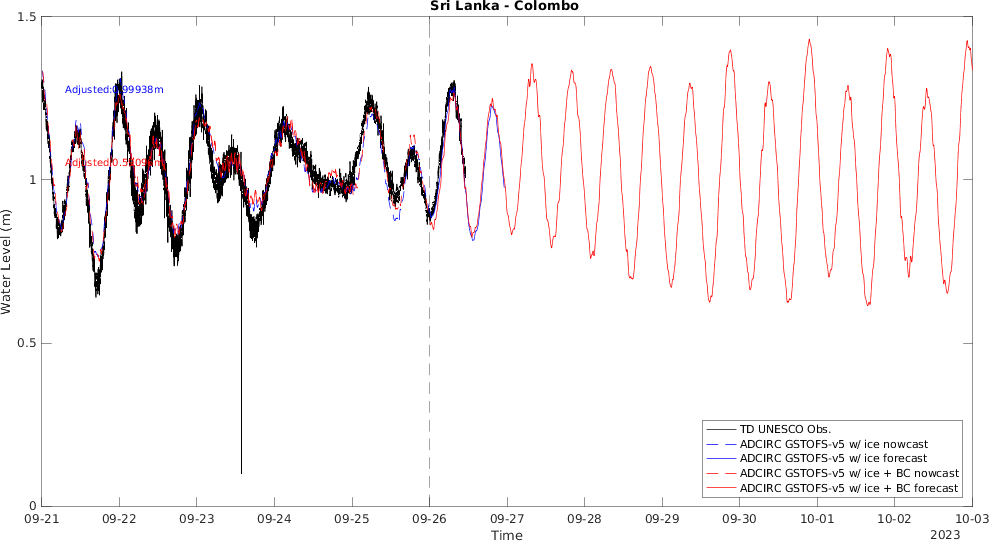 Sri Lanka - Colombo
1.5
Adjusted:0.99938m
1
Water Level (m)
0.5
TD UNESCO Obs.
ADCIRC GSTOFS-v5 w/ ice nowcast
ADCIRC GSTOFS-v5 w/ ice forecast
ADCIRC GSTOFS-v5 w/ ice + BC nowcast
ADCIRC GSTOFS-v5 w/ ice + BC forecast
0
09-21 09-22 09-23 09-24 09-25 09-26 09-27 09-28 09-29 09-30 10-01 10-02 10-03
Time
2023